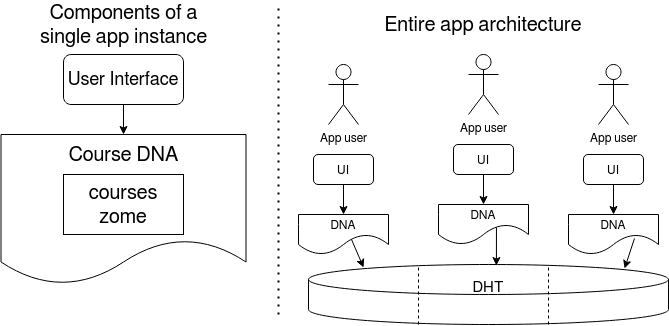 Components of a
single app instance
User Interface
Course DNA
courses
zome
Entire app architecture
App user
App user
App user
UI
UI
UI
DNA
DNA
DNA
DHT